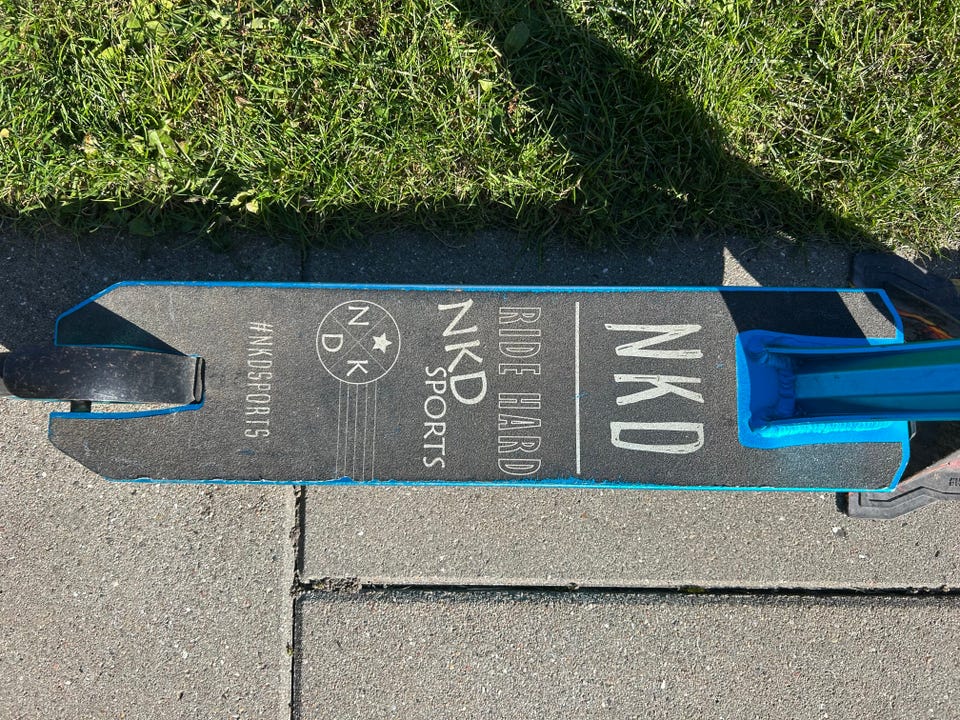 NKD
RIDE HARD
NKD
SPORTS
N K
D
#NKDSPORTS